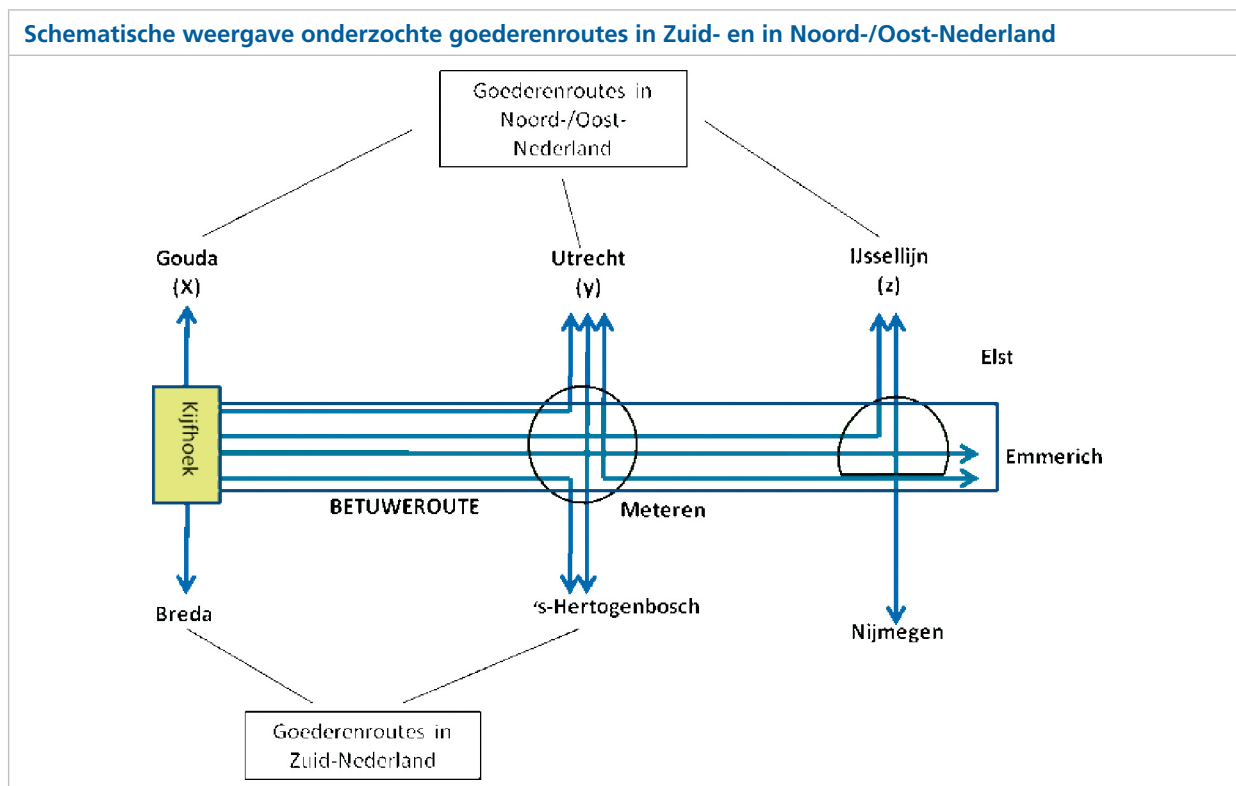 Schematische weergave onderzochte goederenroutes in Zuid- en in Noord-/Oost-Nederland
Goederenroutes in
Noord-/Oost-
Nederland
Gouda
(X)
Utrecht
(y)
IJssellijn
(z)
Elst
Kijfhoek
Emmerich
BETUWEROUTE
Meteren
Breda
‘s-Hertogenbosch
Nijmegen
Goederenroutes in
Zuid-Nederland